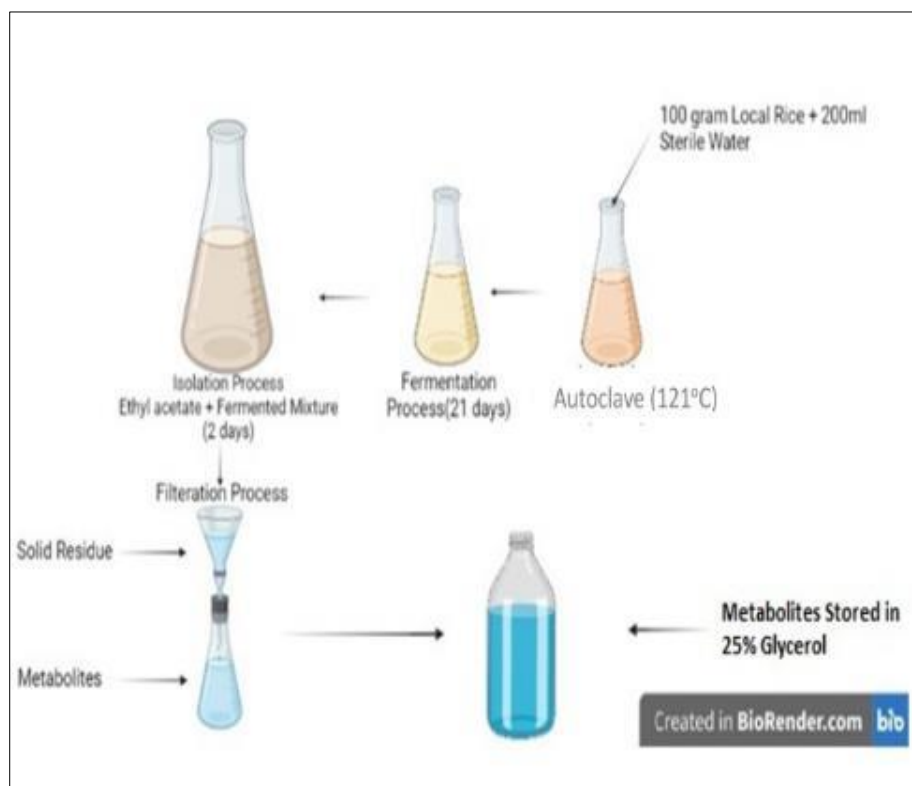 100 gram Local Rice + 200ml
Sterile Water
Isolation Process
Ethyl acetate + Fermented Mixture
(2 days)
Fermentation
Process(21 days)
Autoclave (121°C)
Filteration Process
Solid Residue
Metabolites
Metabolites Stored in
25% Glycerol
Created in BioRender.com bio